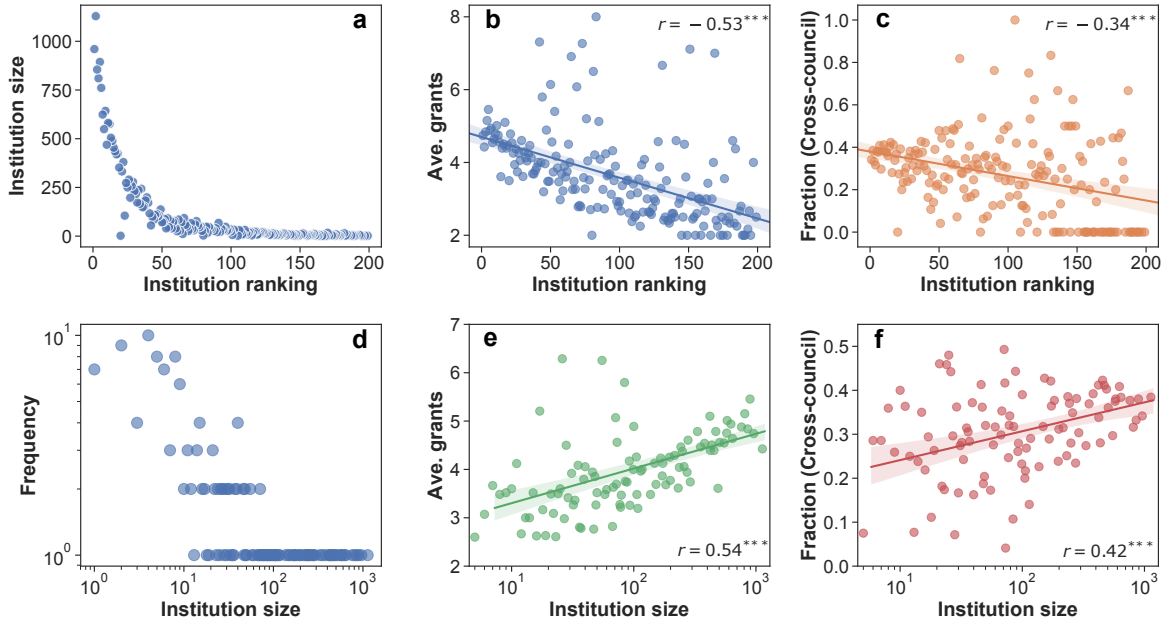 a
Institution size
1000
750
500
250
0
0
50
100
150
200
Institution ranking
b
r = −0.53***
Ave. grants
8
6
4
2
0
50
100
150
200
Institution ranking
c
r = −0.34***
Fraction (Cross-council)
1.0
0.8
0.6
0.4
0.2
0.0
0
50
100
150
200
Institution ranking
d
Frequency
10¹
10⁰
10⁰
10¹
10²
10³
Institution size
e
Ave. grants
7
6
5
4
3
2
r = 0.54***
10¹
10²
10³
Institution size
f
Fraction (Cross-council)
0.5
0.4
0.3
0.2
0.1
0.0
r = 0.42***
10¹
10²
10³
Institution size